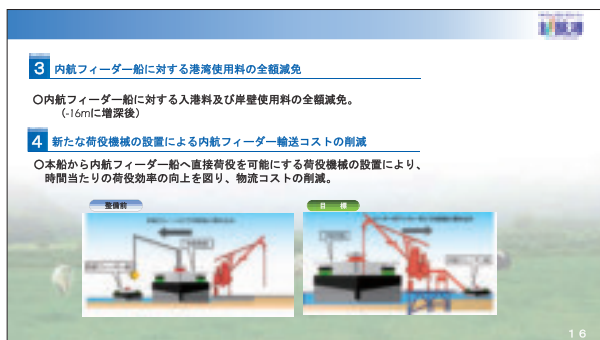 3 内航フィーダー船に対する港湾使用料の全額減免
○内航フィーダー船に対する入港料及び岸壁使用料の全額減免。
(-16mに増深後)
4 新たな荷役機械の設置による内航フィーダー輸送コストの削減
○本船から内航フィーダー船へ直接荷役を可能にする荷役機械の設置により、
時間当たりの荷役効率の向上を図り、物流コストの削減。
整備前
目 標
16